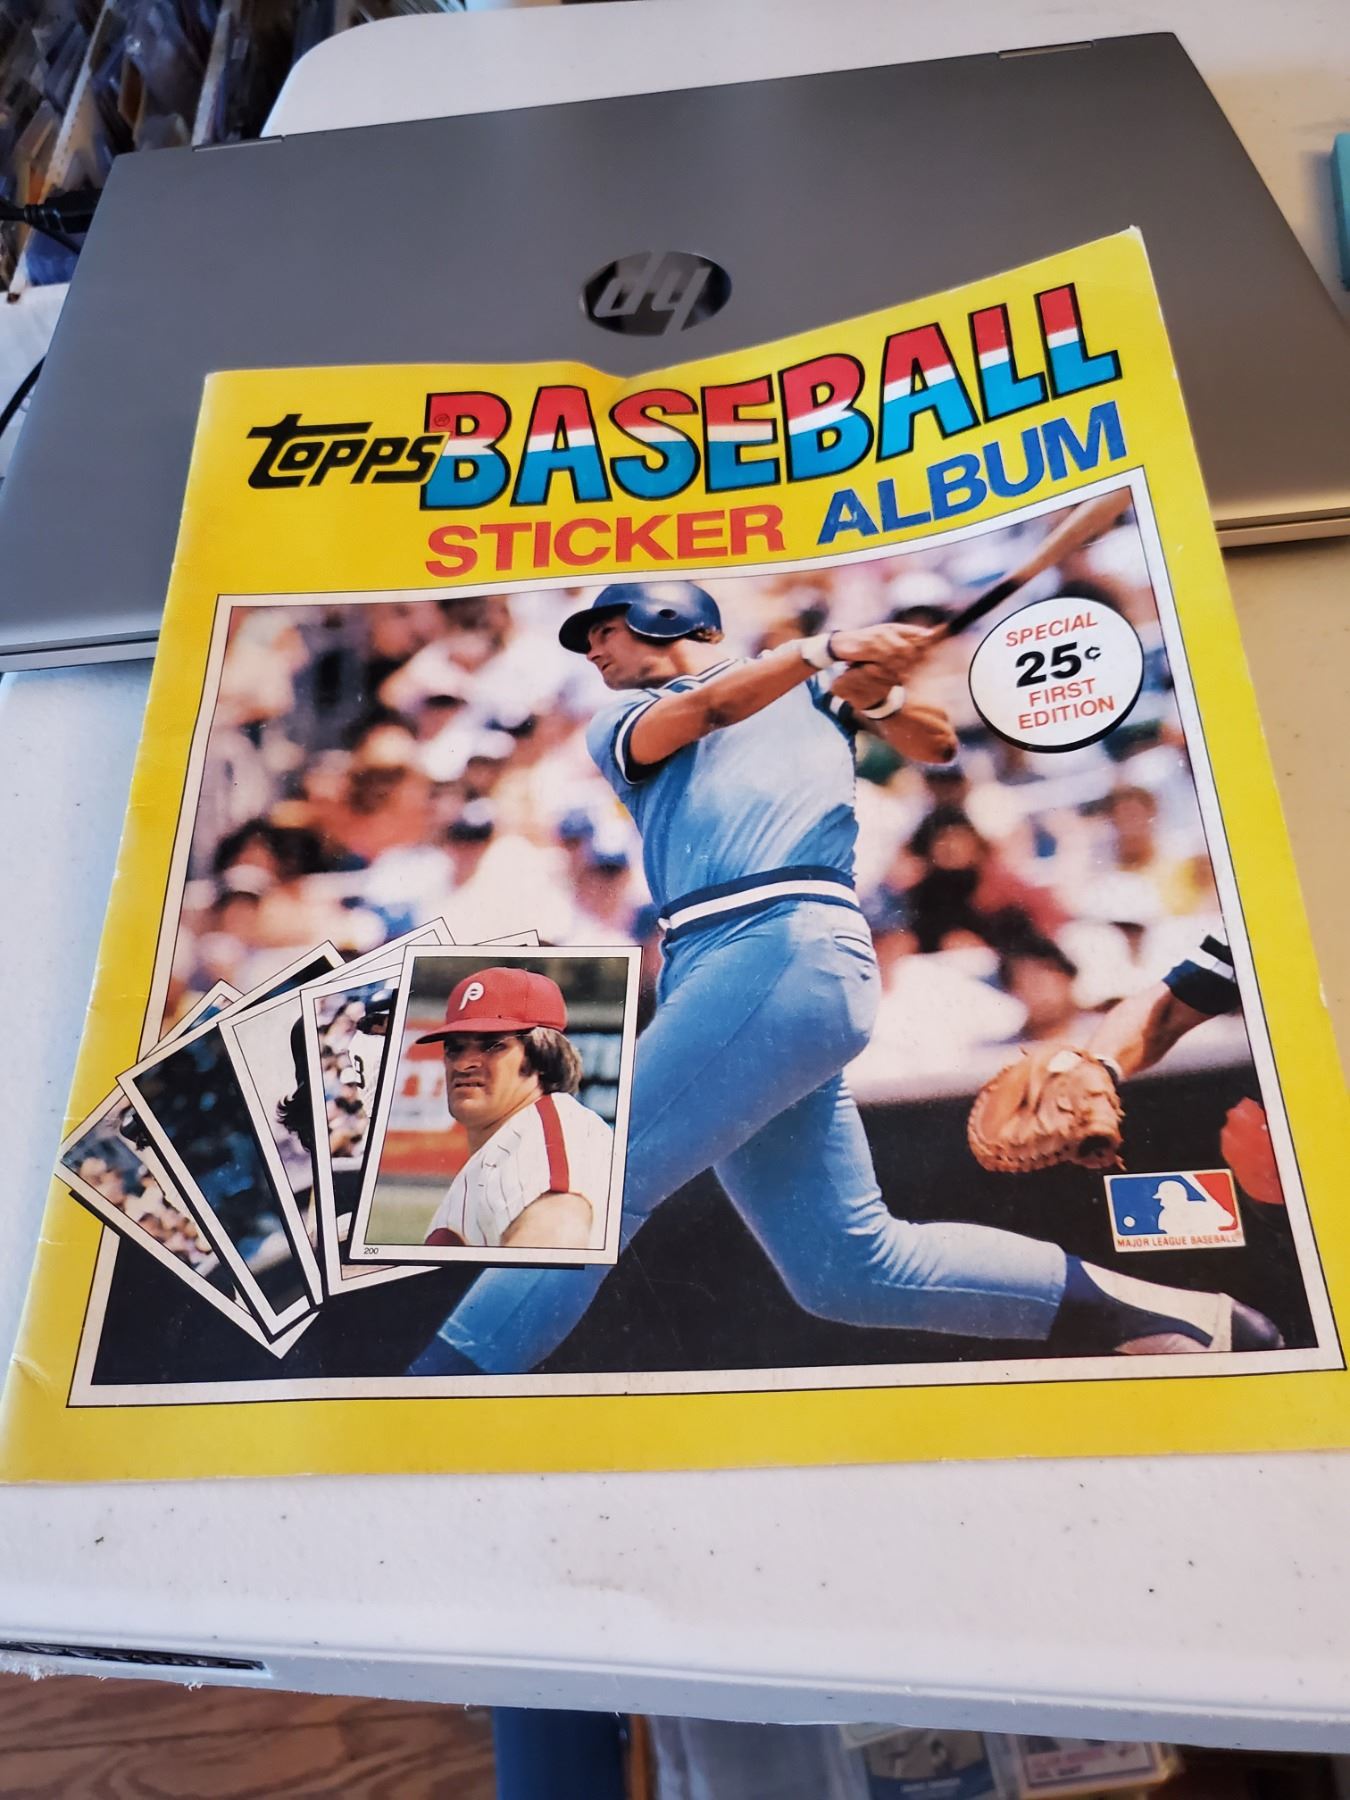 hp
topps® BASEBALL
STICKER ALBUM
SPECIAL
25¢
FIRST
EDITION
P
200
MAJOR LEAGUE BASEBALL®